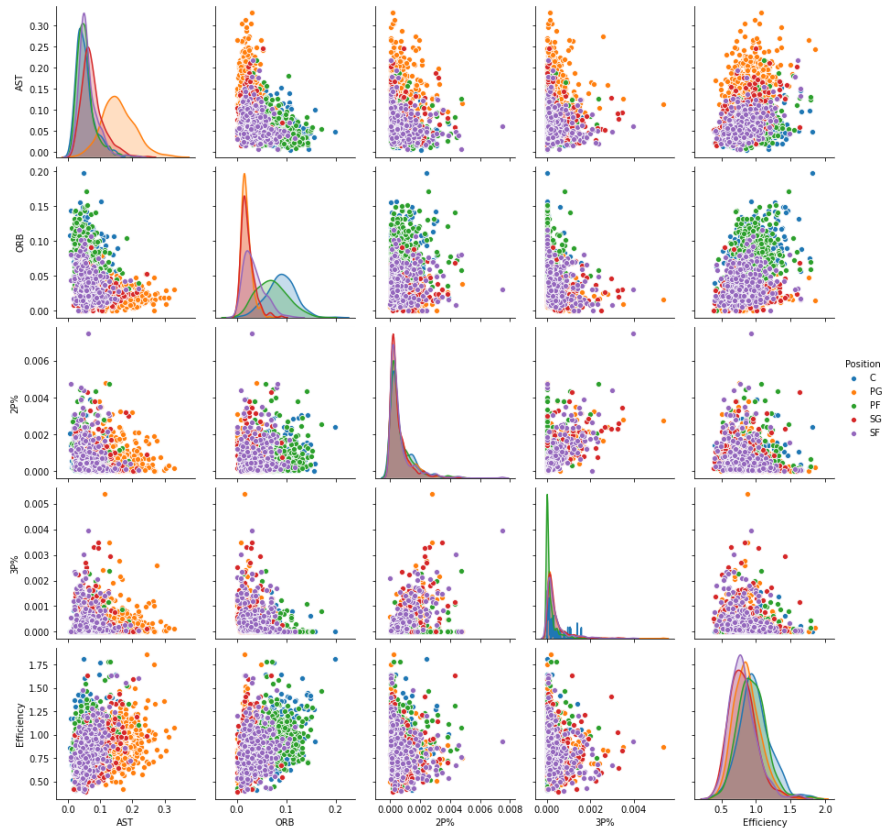 0.30
0.25
0.20
AST
0.15
0.10
0.05
0.00
0.20
0.15
ORB
0.10
0.05
0.00
0.006
2P%
0.004
0.002
0.000
Position
C
PG
PF
SG
SF
0.005
0.004
3P%
0.003
0.002
0.001
0.000
1.75
1.50
Efficiency
1.25
1.00
0.75
0.50
0.0 0.1 0.2 0.3
0.0 0.1 0.2
0.000 0.002 0.004 0.006 0.008
0.000 0.002 0.004
0.5 1.0 1.5 2.0
AST ORB 2P% 3P% Efficiency